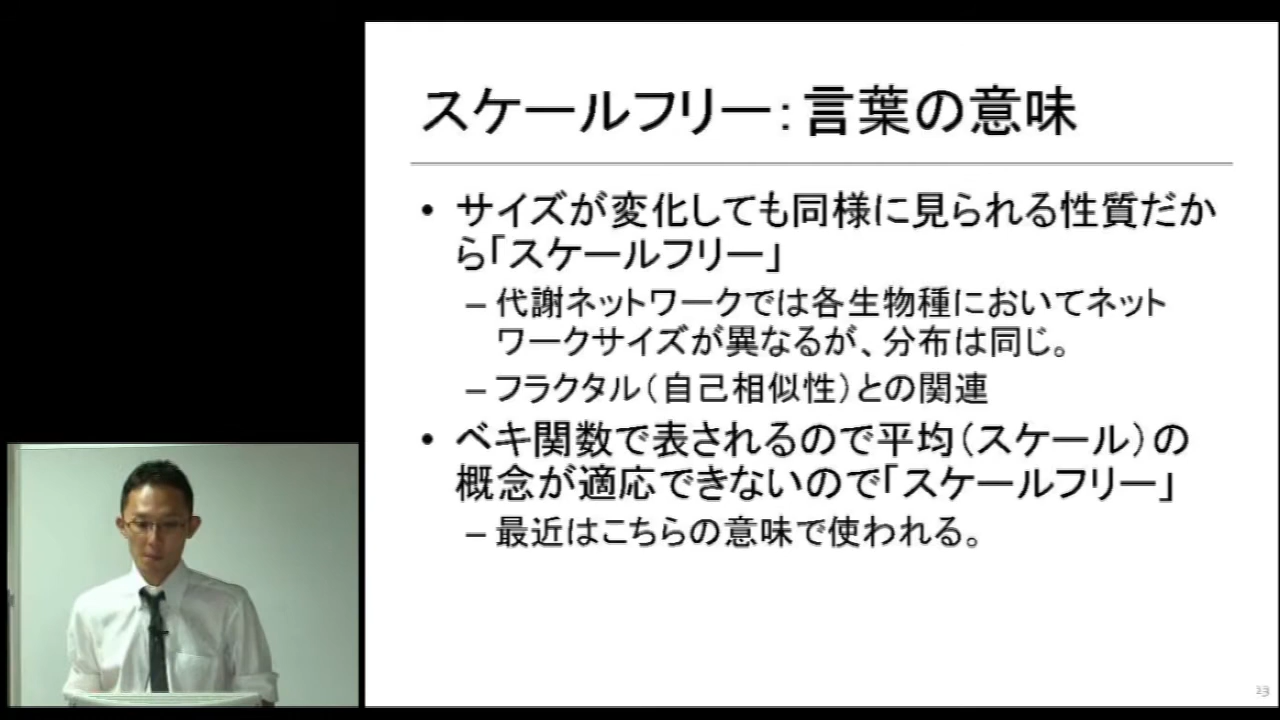 スケールフリー：言葉の意味
• サイズが変化しても同様に見られる性質だか
ら「スケールフリー」
– 代謝ネットワークでは各生物種においてネット
ワークサイズが異なるが、分布は同じ。
– フラクタル（自己相似性）との関連
• ベキ関数で表されるので平均（スケール）の
概念が適応できないので「スケールフリー」
– 最近はこちらの意味で使われる。
23